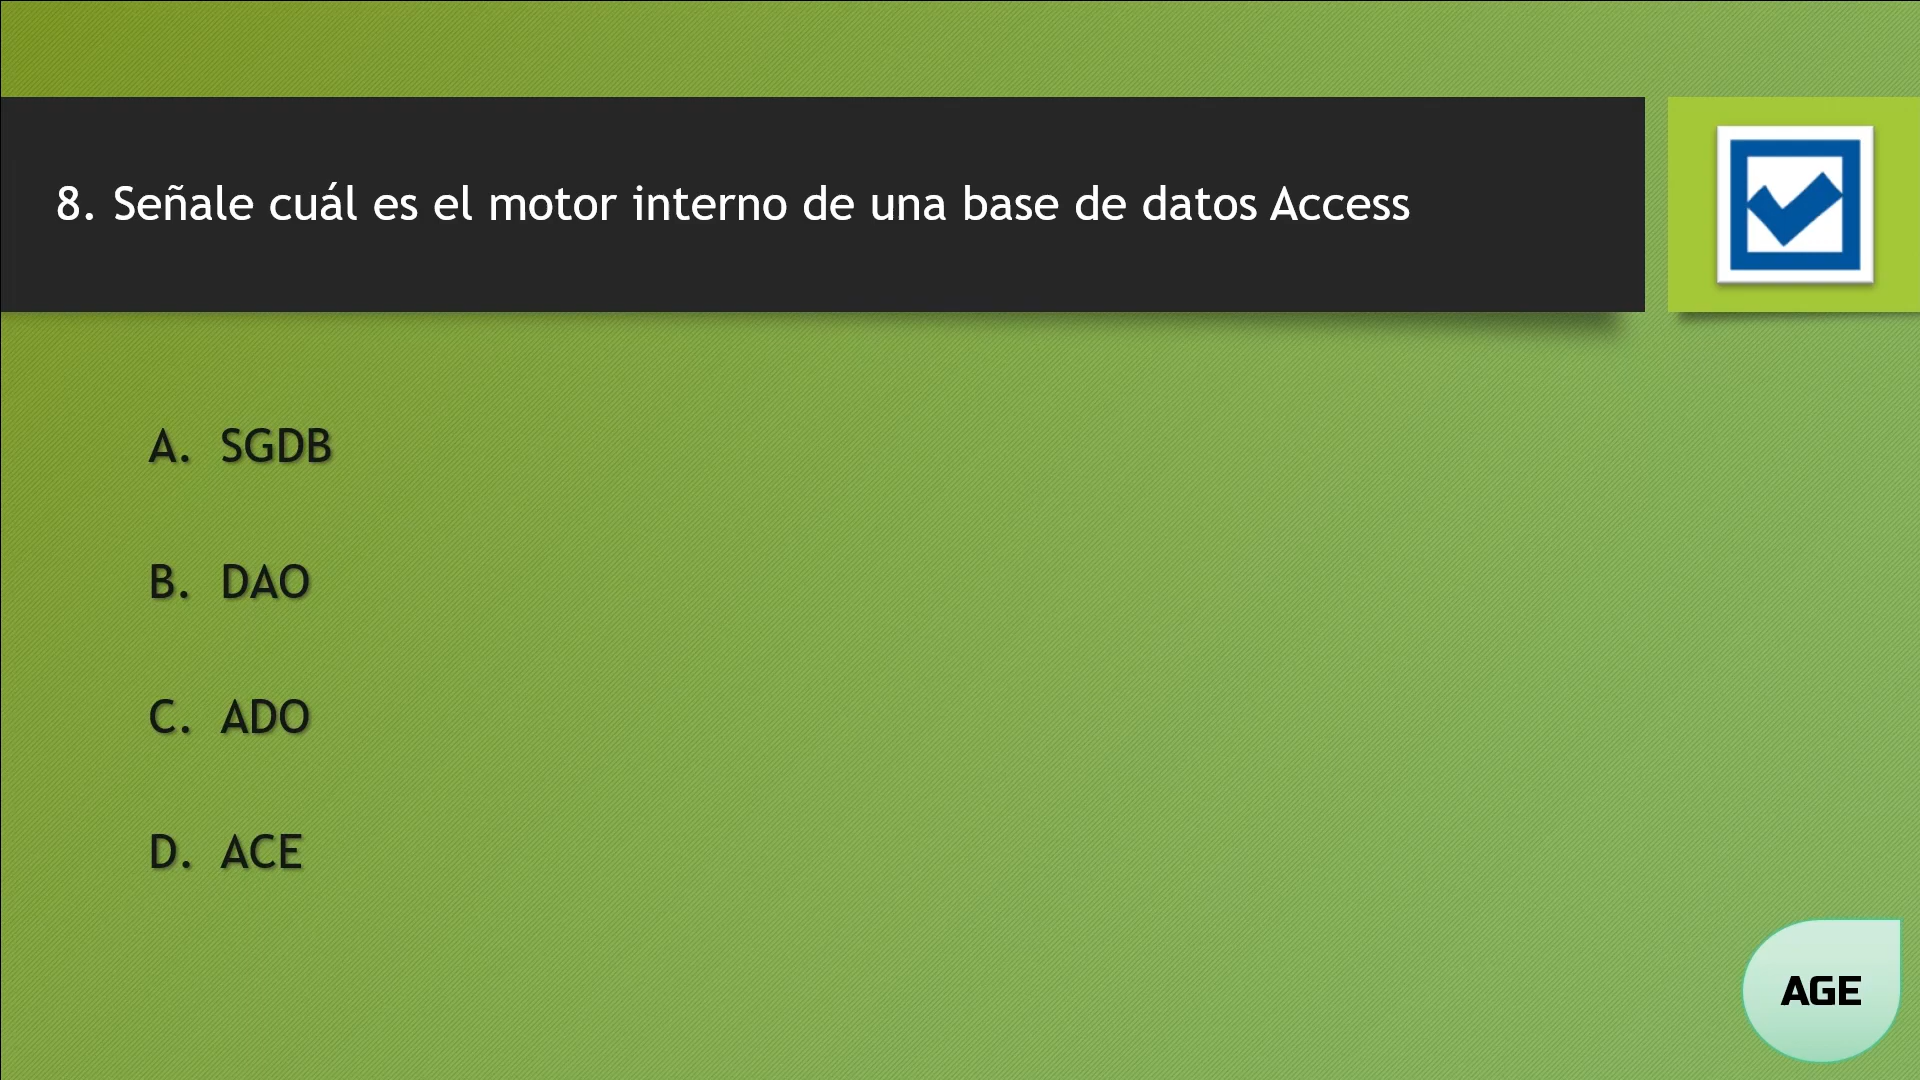 8. Señale cuál es el motor interno de una base de datos Access
A. SGDB
B. DAO
C. ADO
D. ACE
AGE